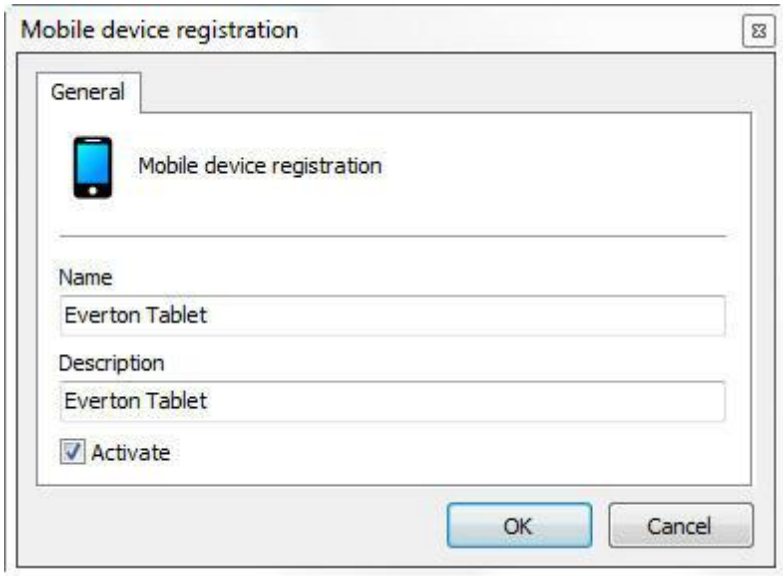 Mobile device registration
General
Mobile device registration
Name
Everton Tablet
Description
Everton Tablet
Activate
OK Cancel